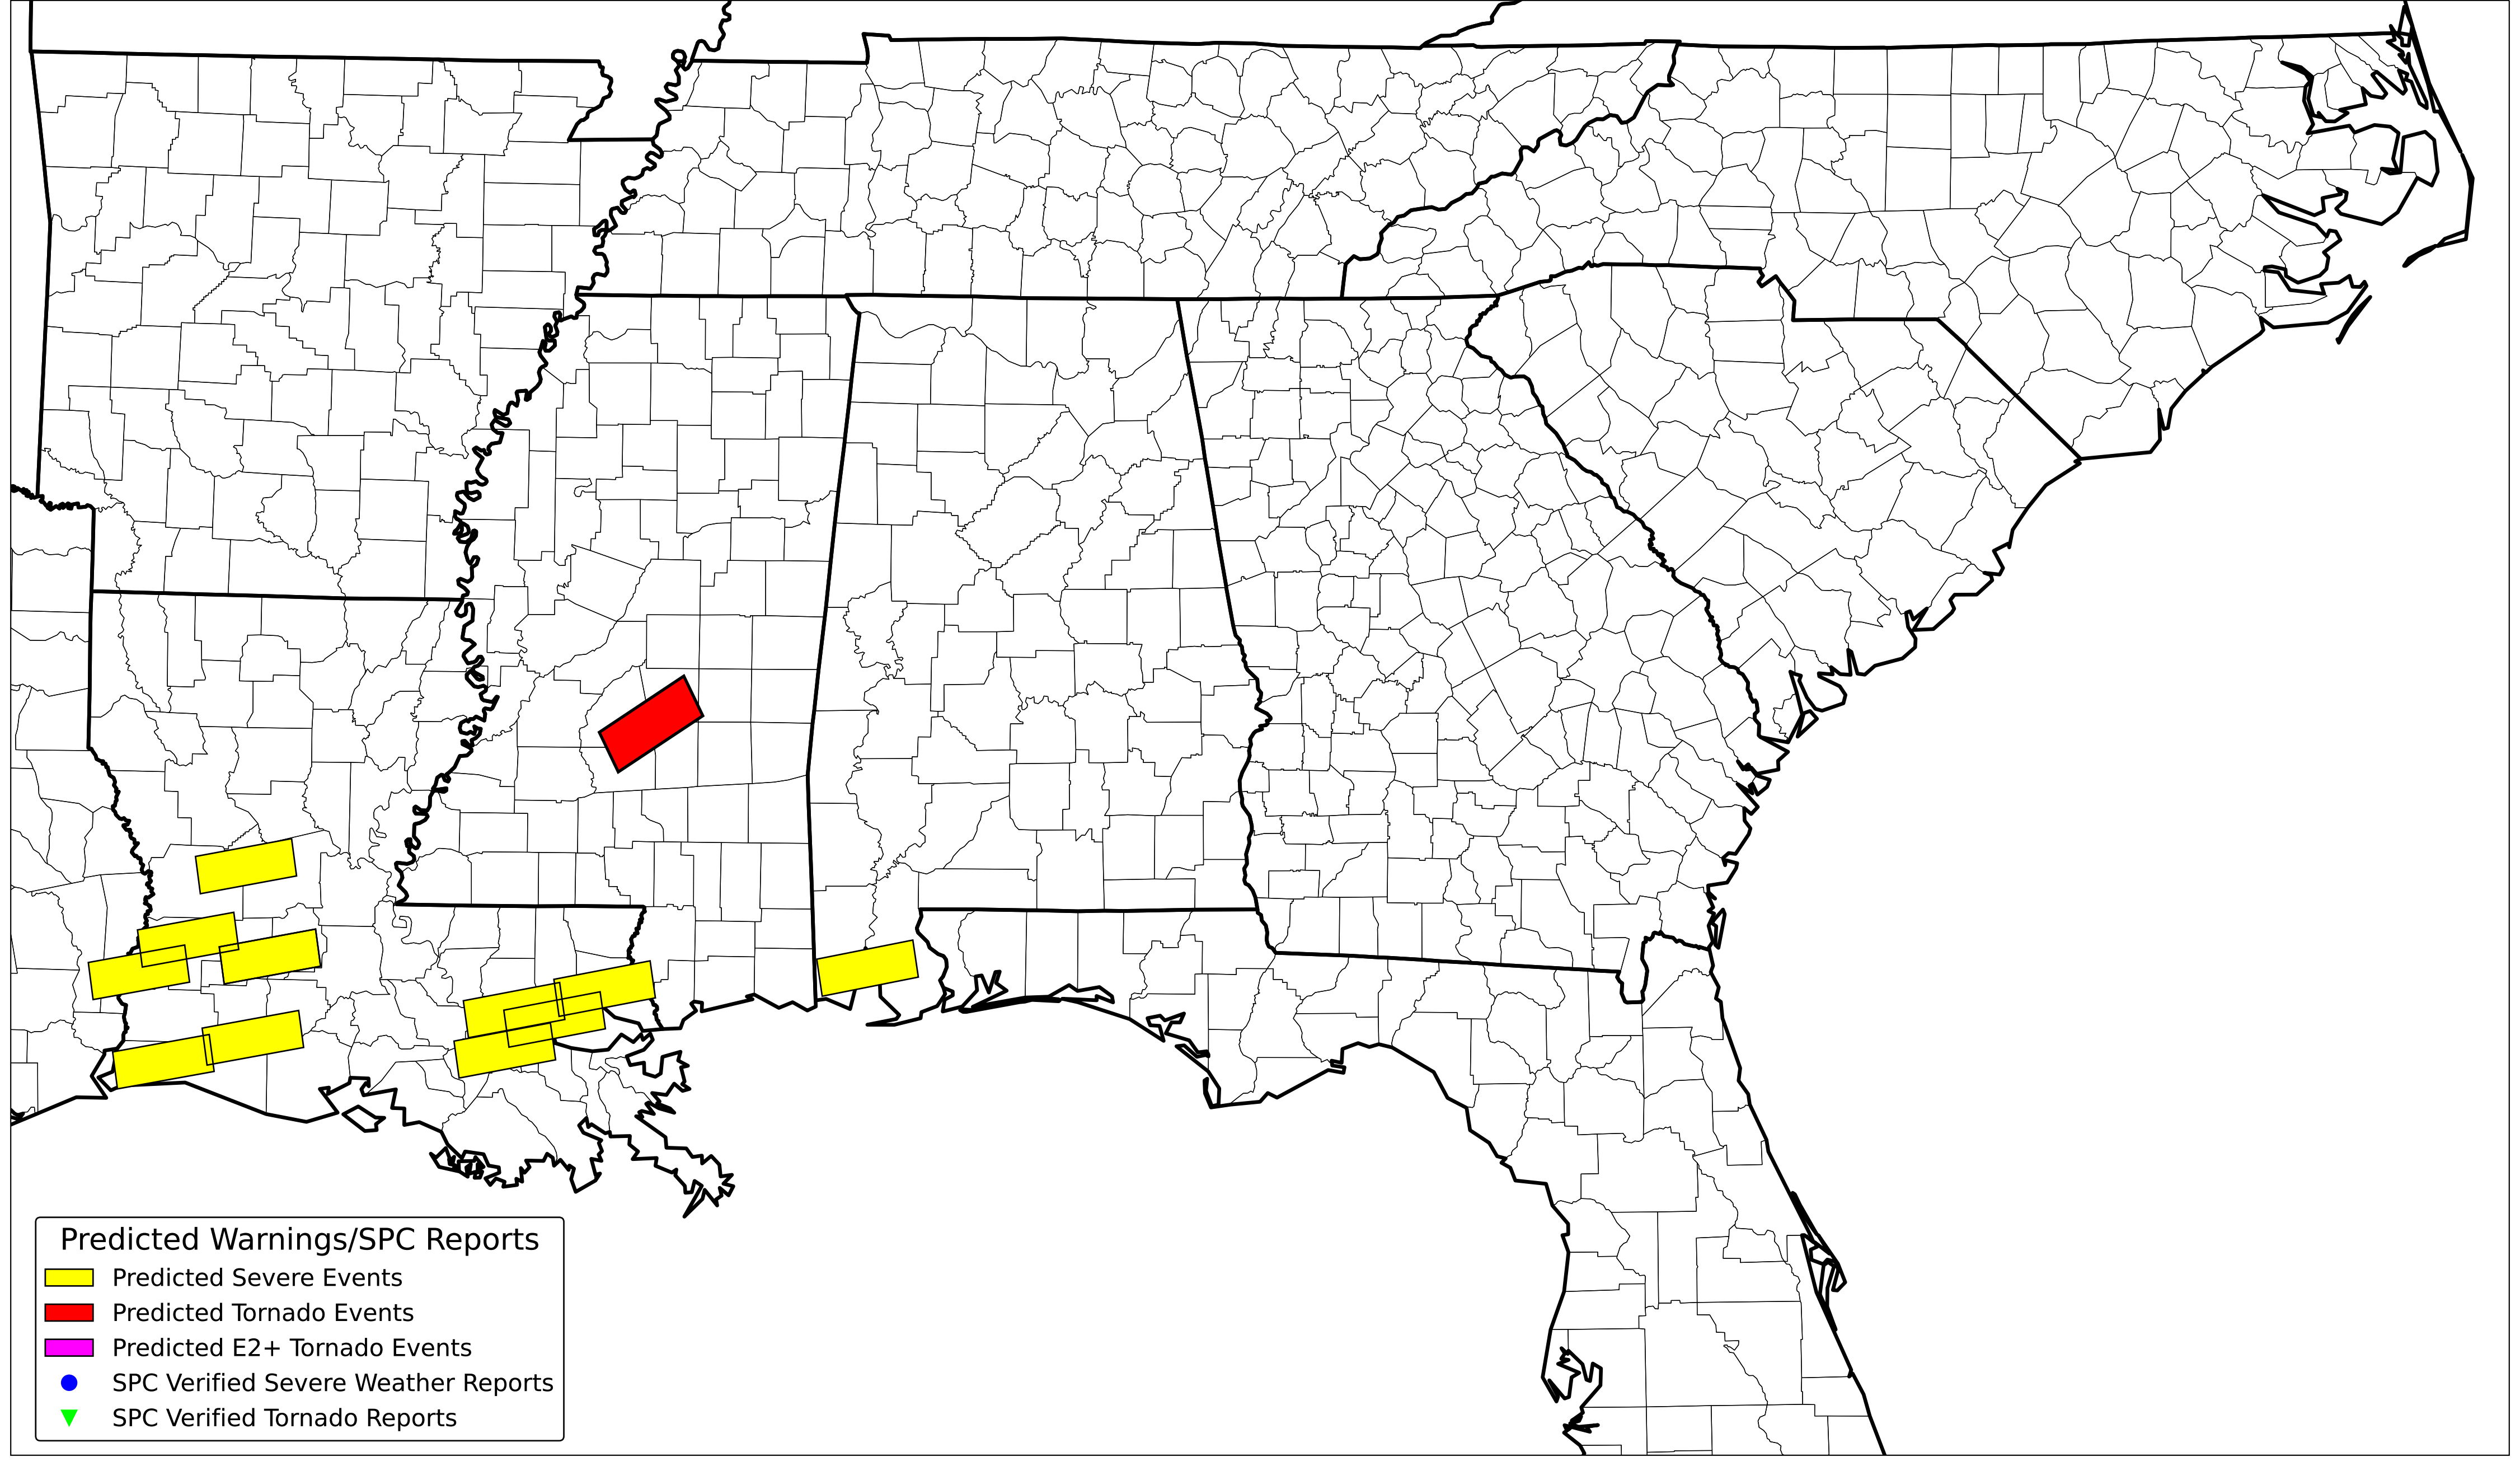 Predicted Warnings/SPC Reports
Predicted Severe Events
Predicted Tornado Events
Predicted E2+ Tornado Events
SPC Verified Severe Weather Reports
SPC Verified Tornado Reports